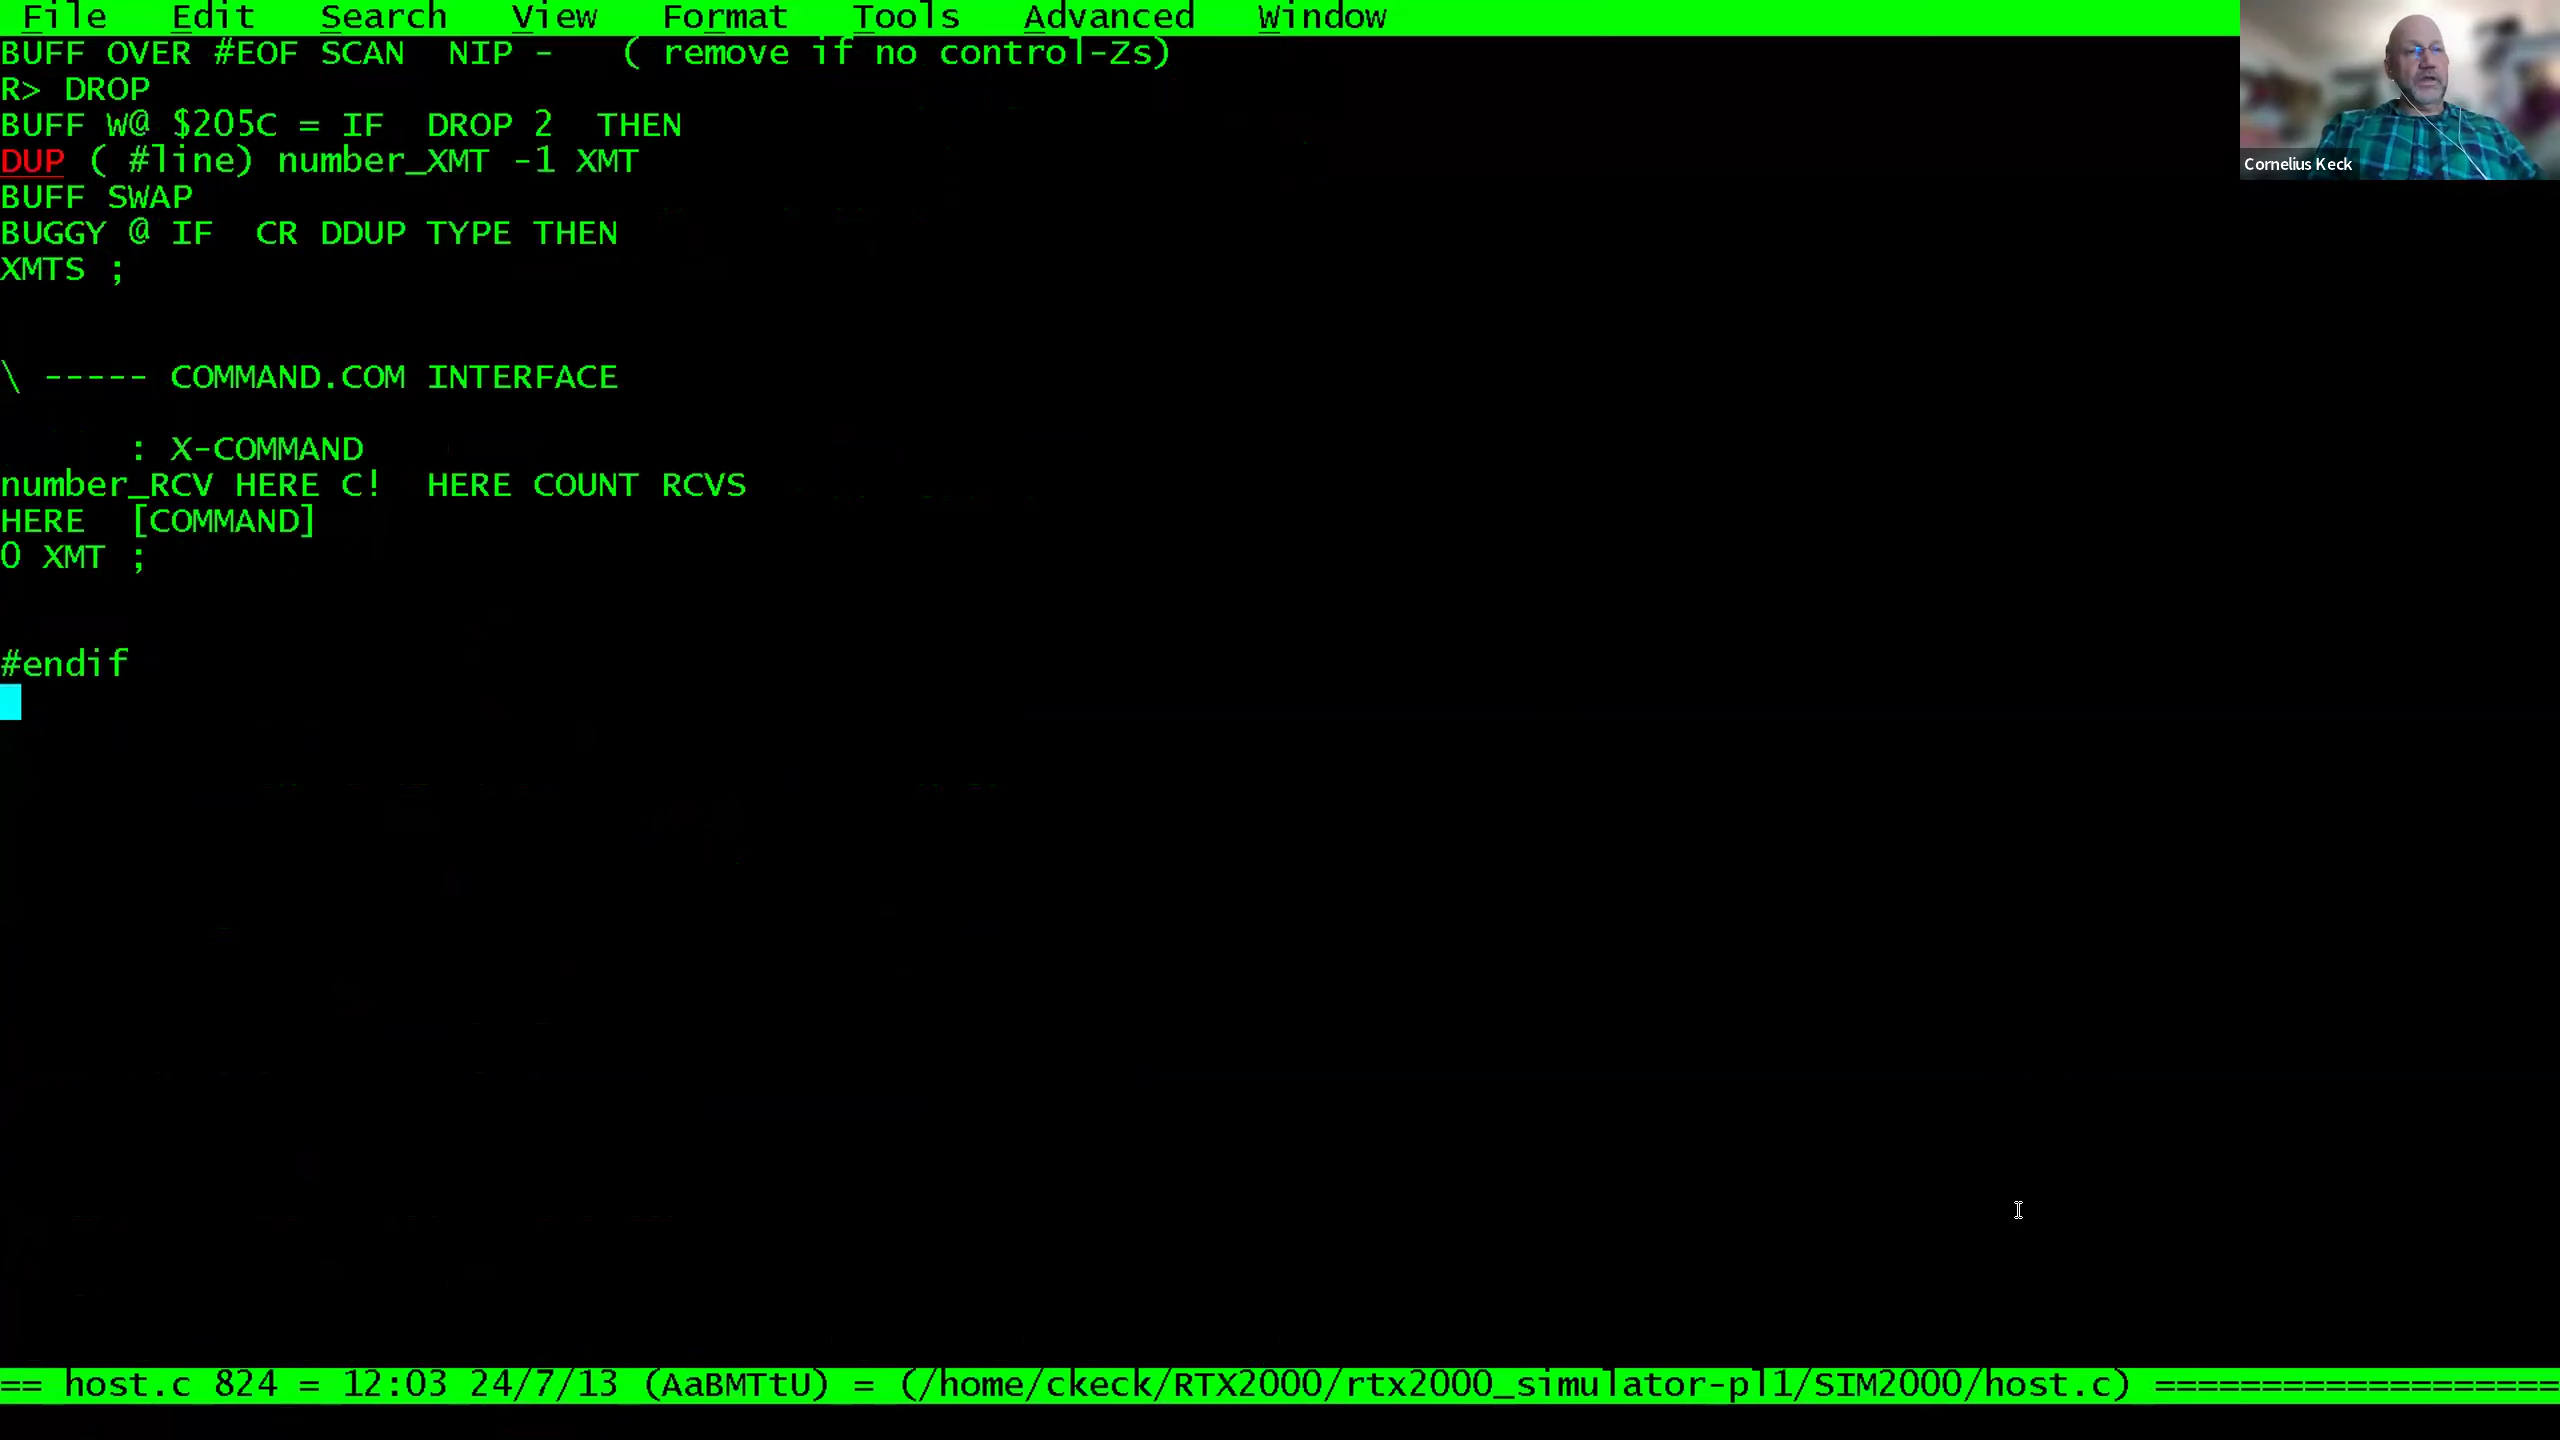 File Edit Search View Format Tools Advanced Window
BUFF OVER #EOF SCAN  NIP -   ( remove if no control-Zs)
R> DROP
BUFF W@ $205C = IF  DROP 2  THEN
DUP ( #line) number_XMT -1 XMT
BUFF SWAP
BUGGY @ IF  CR DDUP TYPE THEN
XMTS ;
\ ----- COMMAND.COM INTERFACE
: X-COMMAND
number_RCV HERE C!  HERE COUNT RCVS
HERE  [COMMAND]
0 XMT ;
#endif
== host.c 824 = 12:03 24/7/13 (AaBMTtU) = (/home/ckeck/RTX2000/rtx2000_simulator-pl1/SIM2000/host.c) ===================
Cornelius Keck